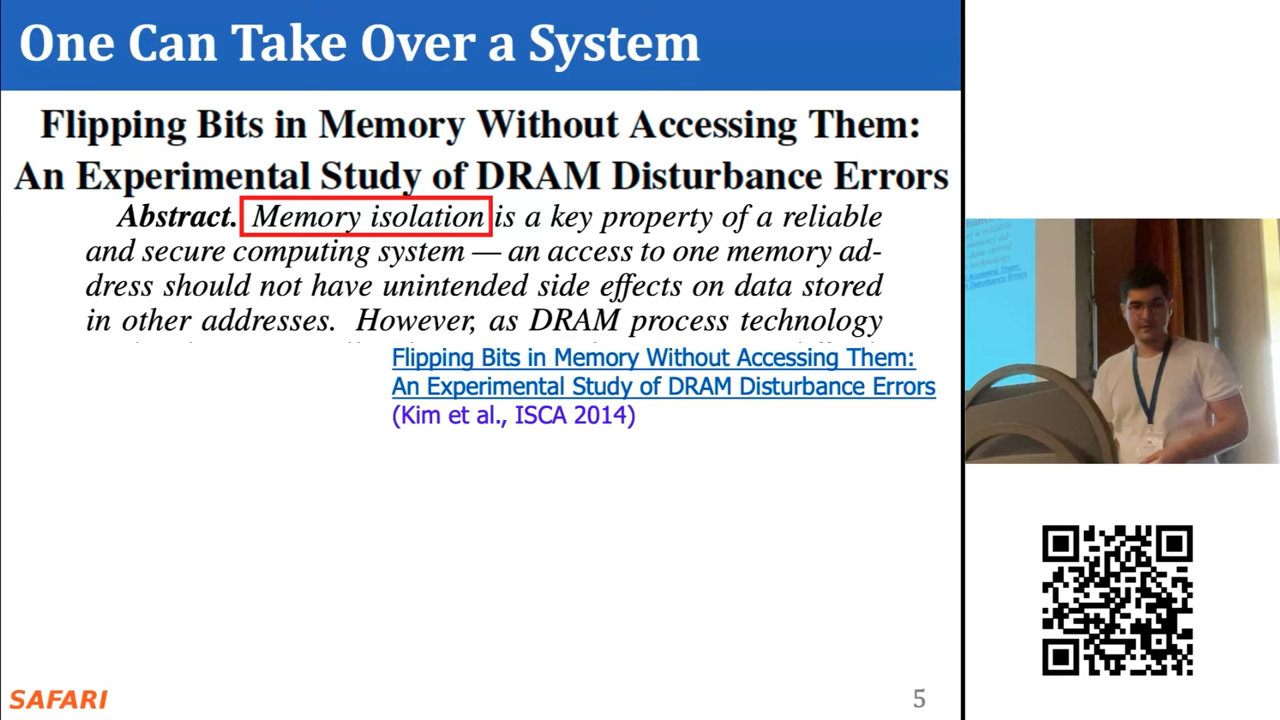 One Can Take Over a System
Flipping Bits in Memory Without Accessing Them:
An Experimental Study of DRAM Disturbance Errors
Abstract. Memory isolation is a key property of a reliable
and secure computing system — an access to one memory ad-
dress should not have unintended side effects on data stored
in other addresses. However, as DRAM process technology
Flipping Bits in Memory Without Accessing Them:
An Experimental Study of DRAM Disturbance Errors
(Kim et al., ISCA 2014)
SAFARI
5